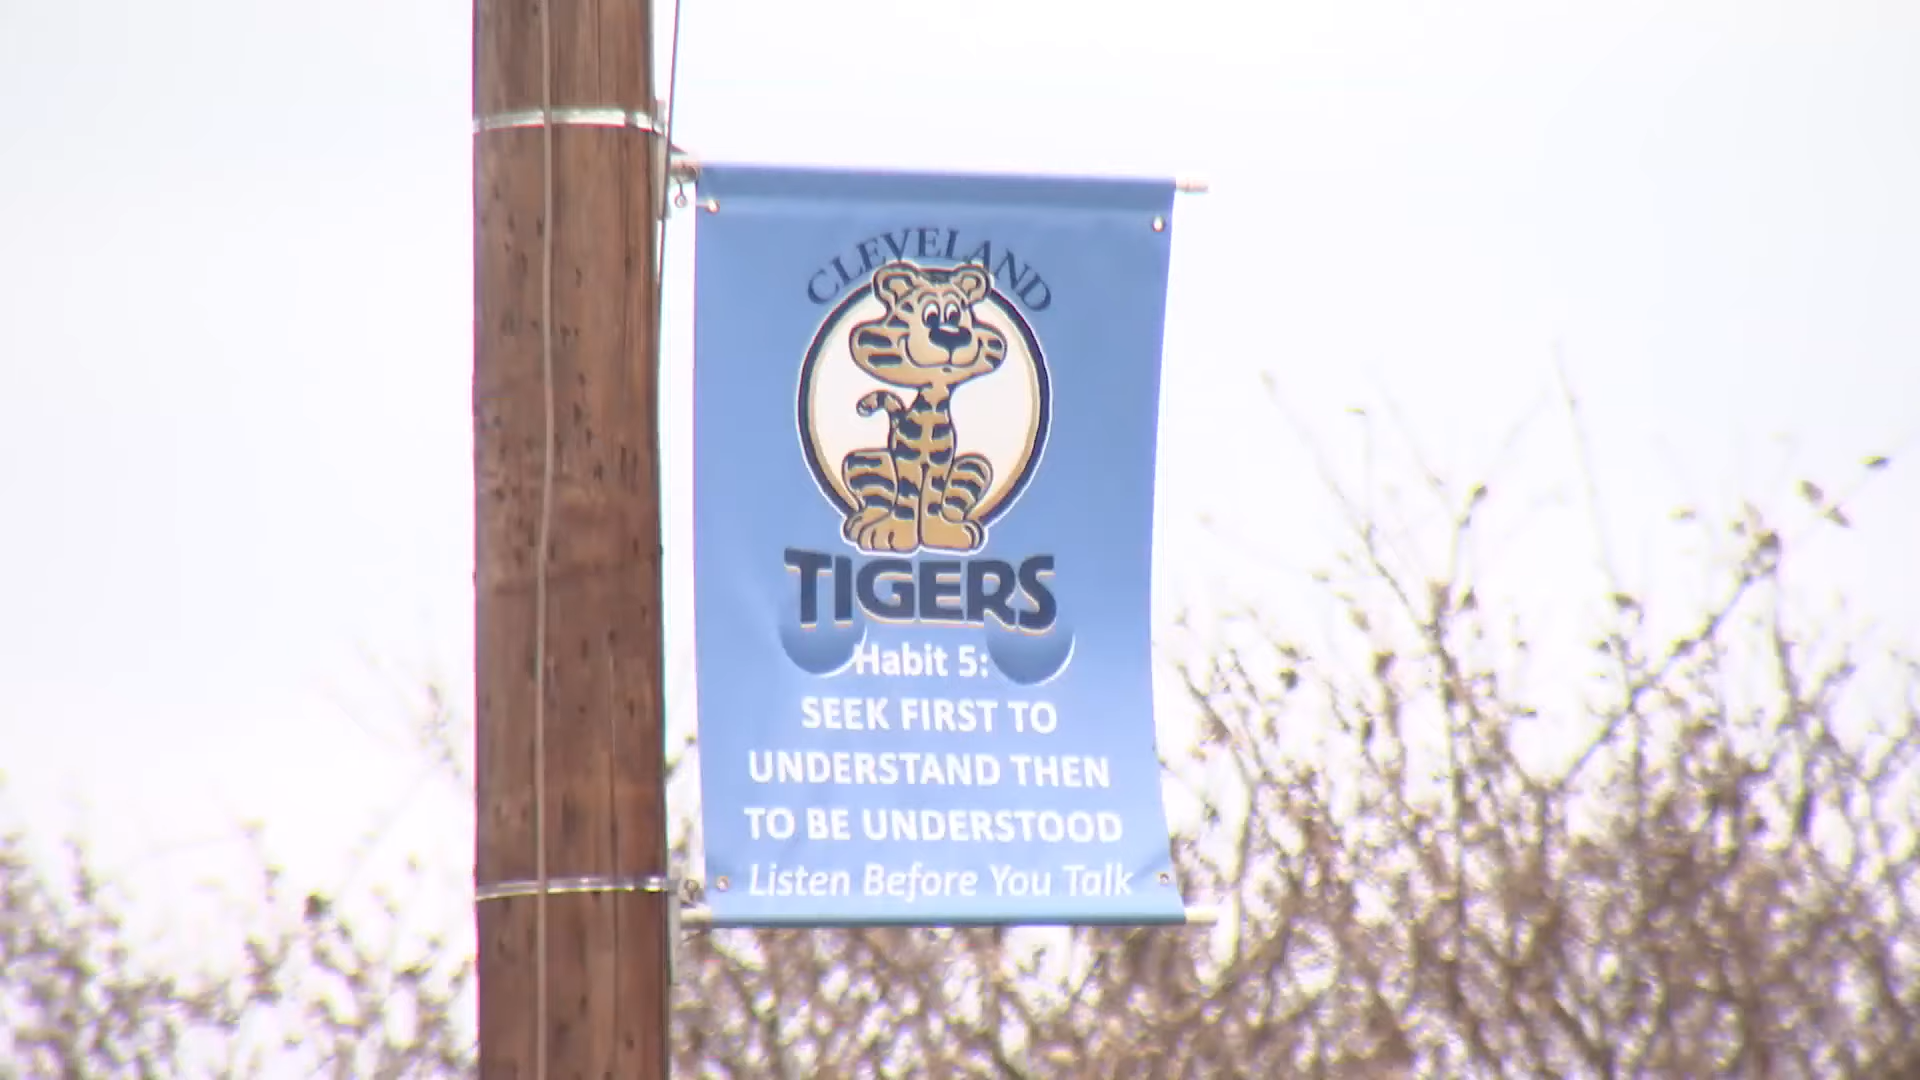 CLEVELAND
TIGERS
Habit 5:
SEEK FIRST TO
UNDERSTAND THEN
TO BE UNDERSTOOD
Listen Before You Talk